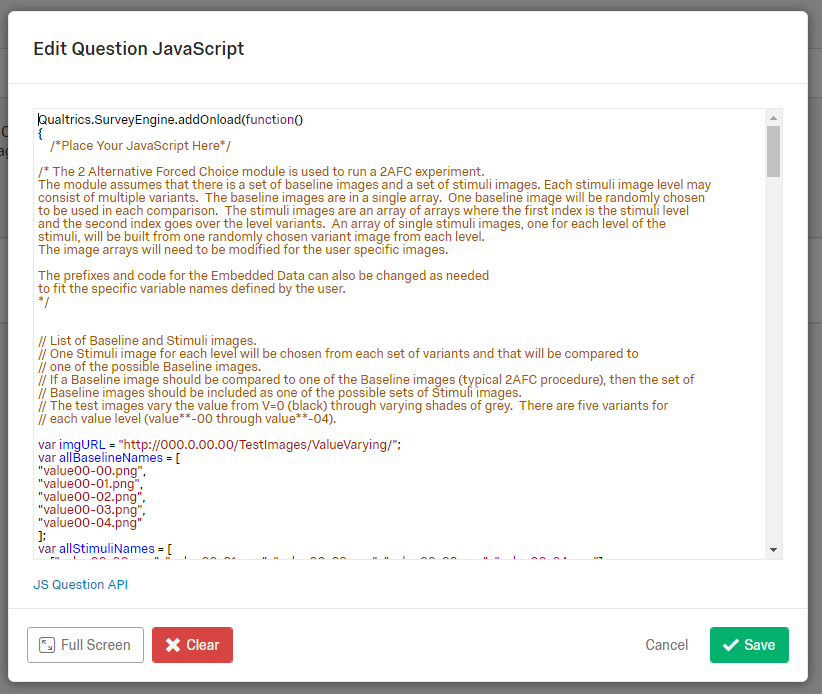 Edit Question JavaScript
Qualtrics.SurveyEngine.addOnload(function()
{
/*Place Your JavaScript Here*/
/* The 2 Alternative Forced Choice module is used to run a 2AFC experiment.
The module assumes that there is a set of baseline images and a set of stimuli images. Each stimuli image level may
consist of multiple variants.  The baseline images are in a single array.  One baseline image will be randomly chosen
to be used in each comparison.  The stimuli images are an array of arrays where the first index is the stimuli level
and the second index goes over the level variants.  An array of single stimuli images, one for each level of the
stimuli, will be built from one randomly chosen variant image from each level.
The image arrays will need to be modified for the user specific images.
The prefixes and code for the Embedded Data can also be changed as needed
to fit the specific variable names defined by the user.
*/
// List of Baseline and Stimuli images.
// One Stimuli image for each level will be chosen from each set of variants and that will be compared to
// one of the possible Baseline images.
// If a Baseline image should be compared to one of the Baseline images (typical 2AFC procedure), then the set of
// Baseline images should be included as one of the possible sets of Stimuli images.
// The test images vary the value from V=0 (black) through varying shades of grey.  There are five variants for
// each value level (value**-00 through value**-04).
var imgURL = "http://000.0.00.00/TestImages/ValueVarying/";
var allBaselineNames = [
"value00-00.png",
"value00-01.png",
"value00-02.png",
"value00-03.png",
"value00-04.png"
];
var allStimuliNames = [
JS Question API
Full Screen
Clear
Cancel
Save